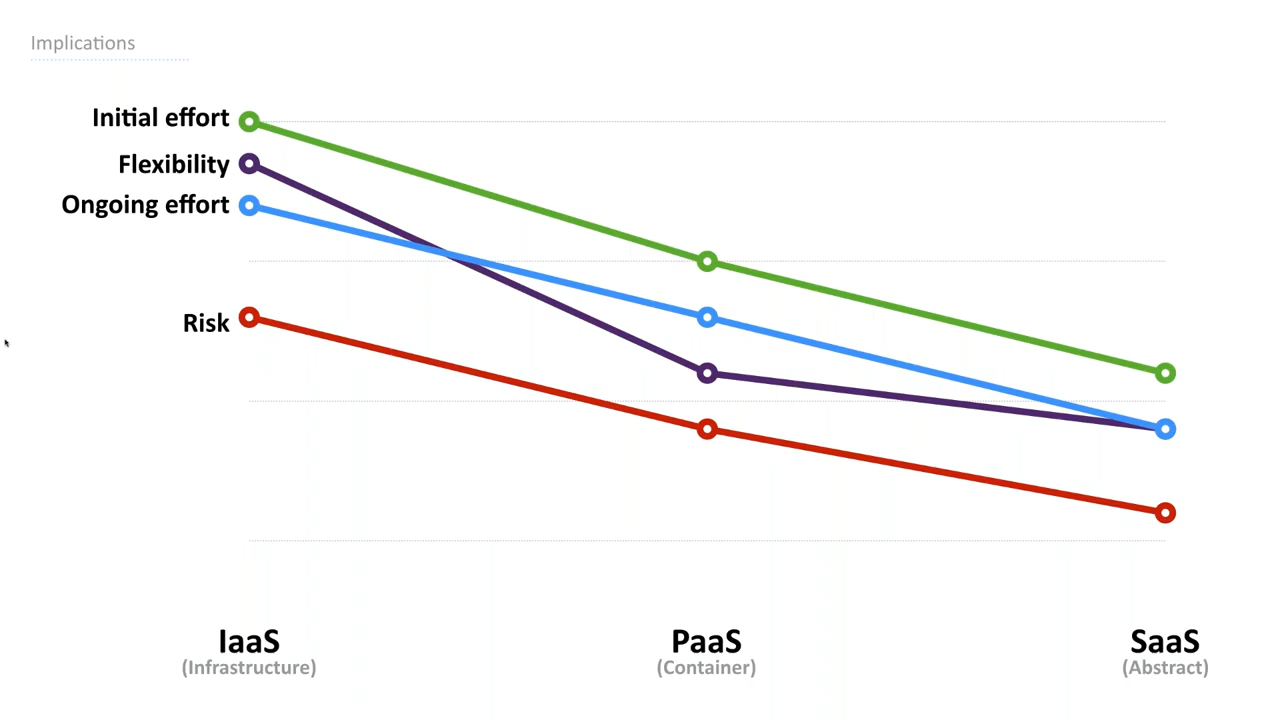 Implications
Initial effort
Flexibility
Ongoing effort
Risk
IaaS
(Infrastructure)
PaaS
(Container)
SaaS
(Abstract)